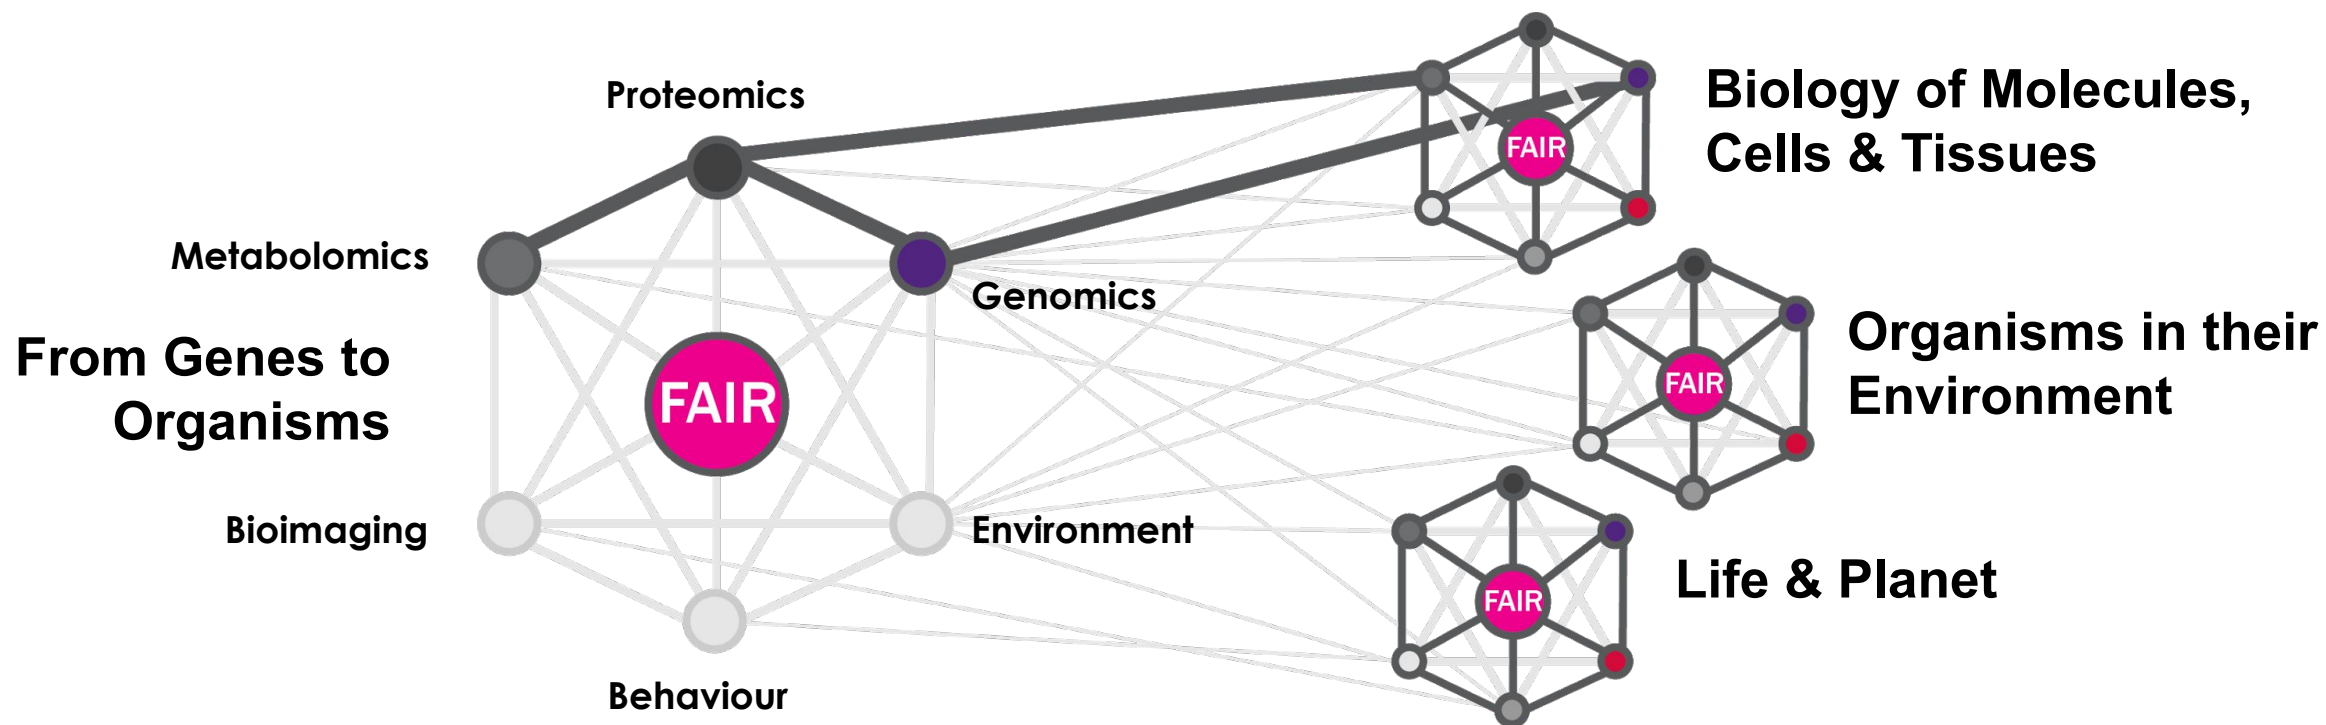 Proteomics
Metabolomics
Genomics
From Genes to
Organisms
FAIR
Bioimaging
Environment
Behaviour
FAIR
Biology of Molecules,
Cells & Tissues
FAIR
Organisms in their
Environment
FAIR
Life & Planet